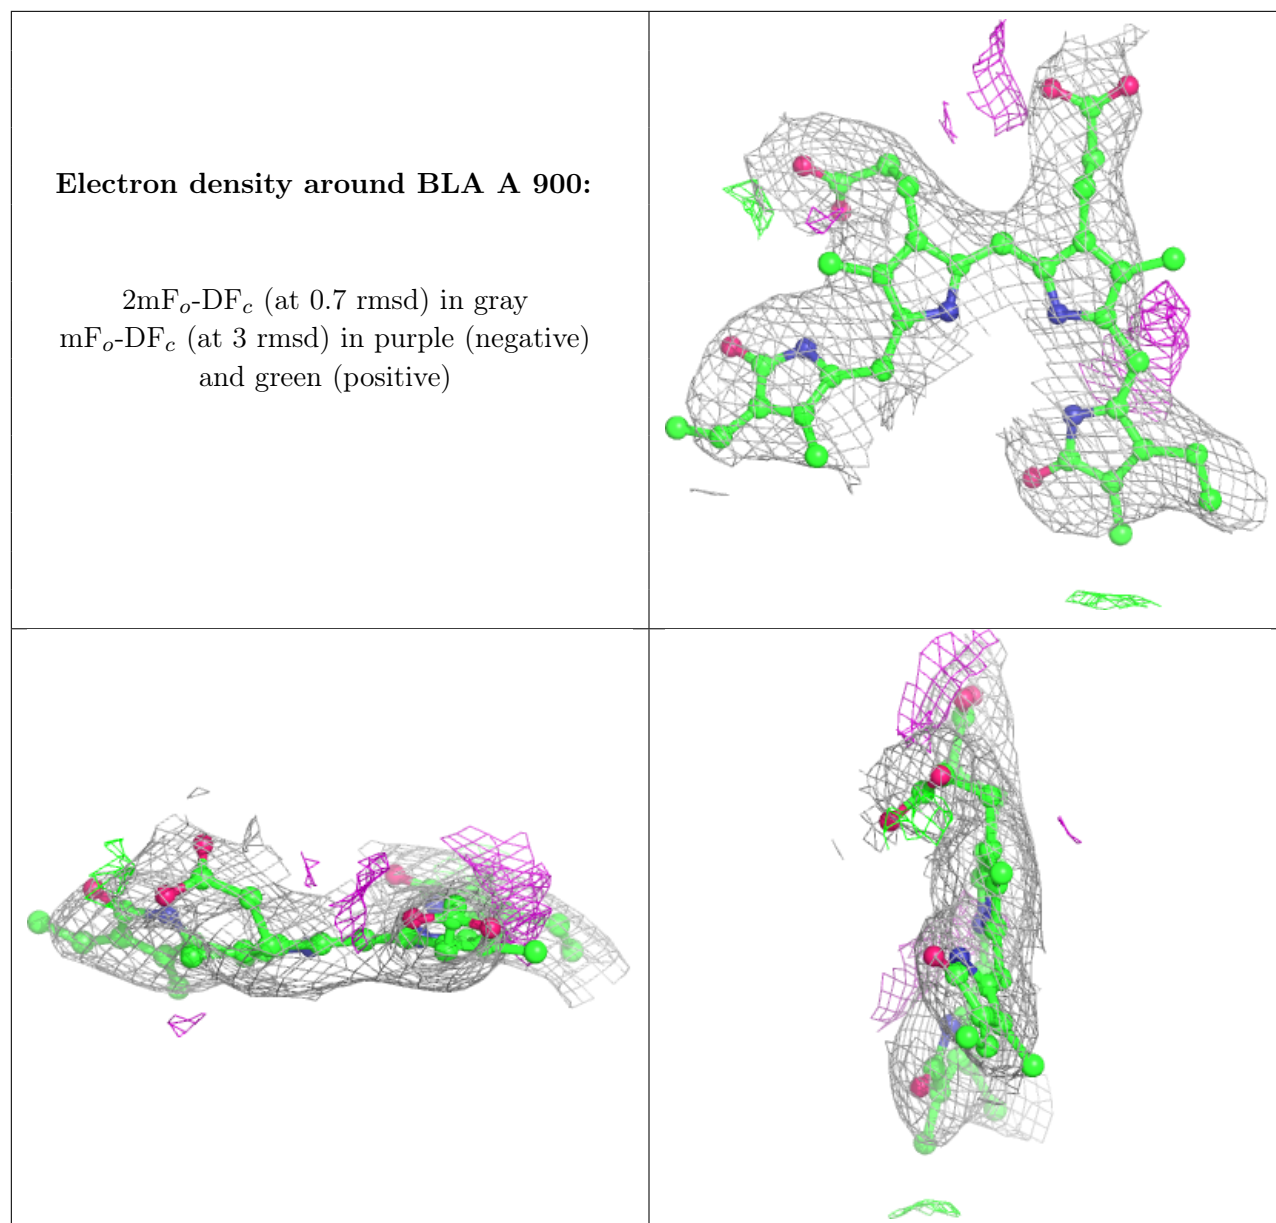 Electron density around BLA A 900:
2mFo-DFc (at 0.7 rmsd) in gray
mFo-DFc (at 3 rmsd) in purple (negative)
and green (positive)